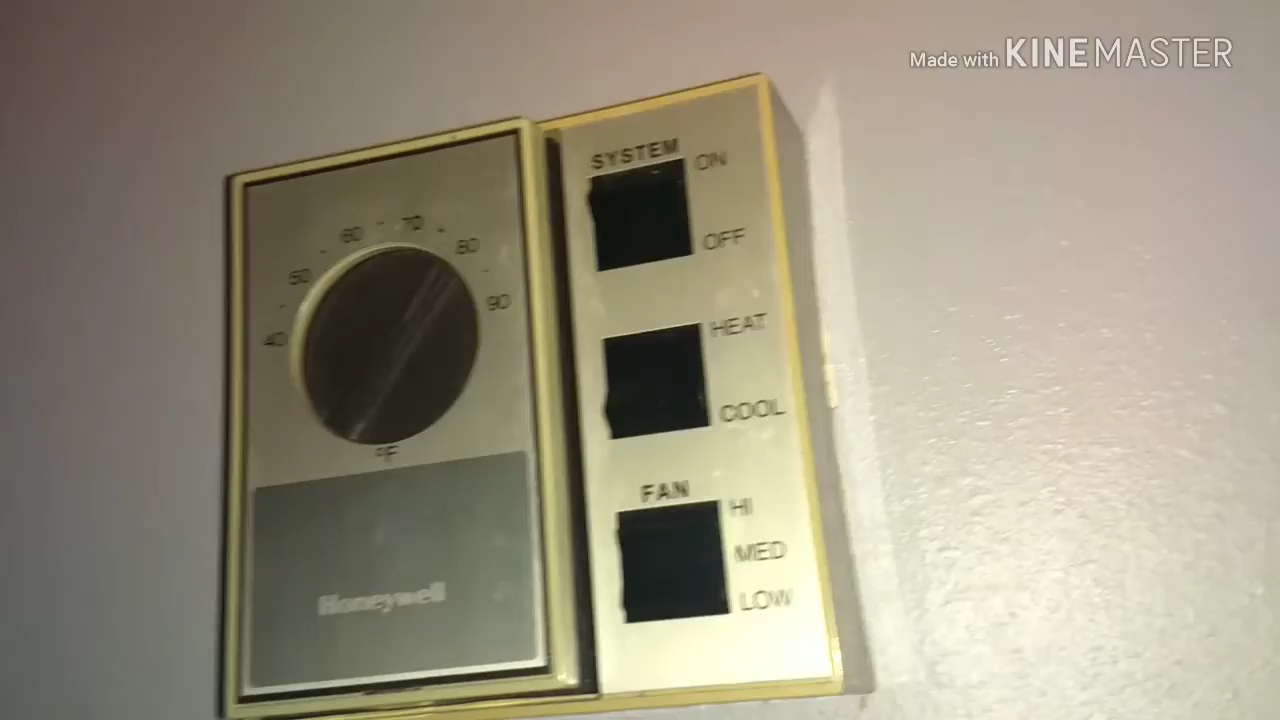 Made with KINEMASTER
SYSTEM
ON
OFF
HEAT
COOL
FAN
HI
MED
LOW
40
50
60
70
80
90
°F
Honeywell